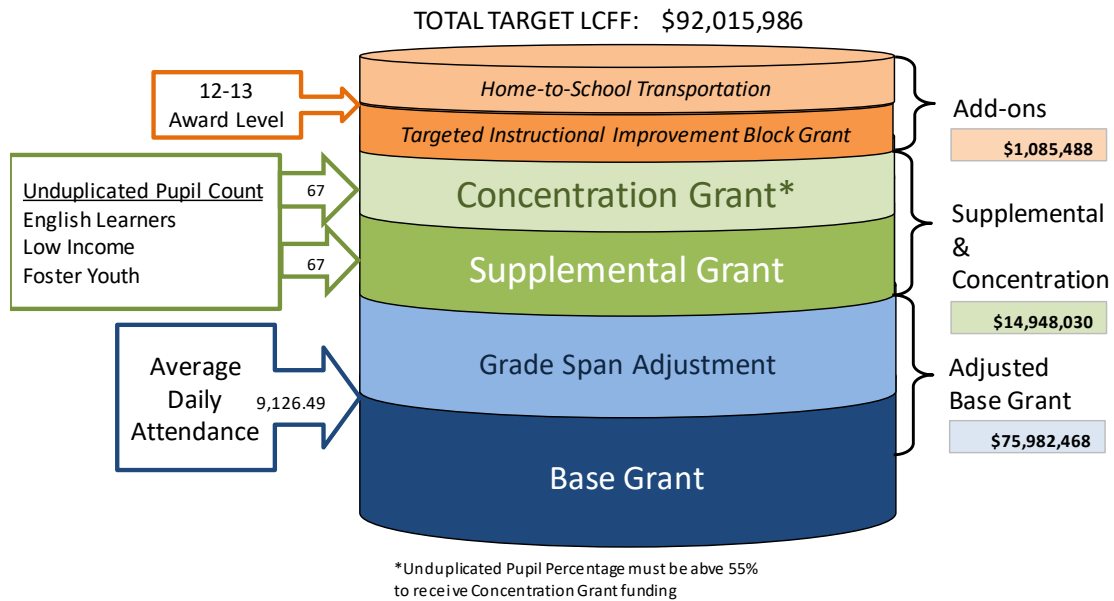 TOTAL TARGET LCFF: $92,015,986
12-13
Award Level
Home-to-School Transportation
Targeted Instructional Improvement Block Grant
Add-ons
$1,085,488
Unduplicated Pupil Count
English Learners
Low Income
Foster Youth
67
67
Concentration Grant*
Supplemental Grant
Supplemental
&
Concentration
$14,948,030
Average
Daily
Attendance
9,126.49
Grade Span Adjustment
Base Grant
Adjusted
Base Grant
$75,982,468
*Unduplicated Pupil Percentage must be abve 55%
to receive Concentration Grant funding